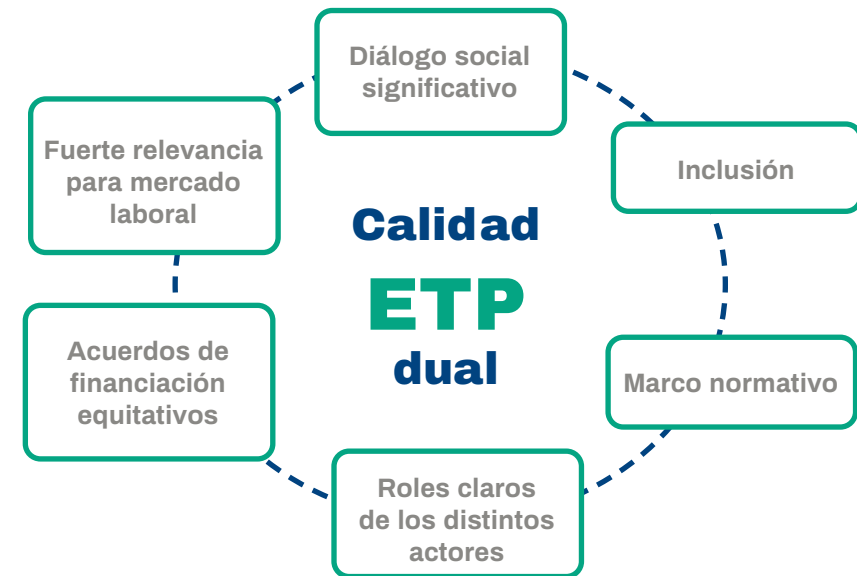 Diálogo social
significativo
Fuerte relevancia
para mercado
laboral
Inclusión
Calidad
ETP
dual
Acuerdos de
financiación
equitativos
Marco normativo
Roles claros
de los distintos
actores